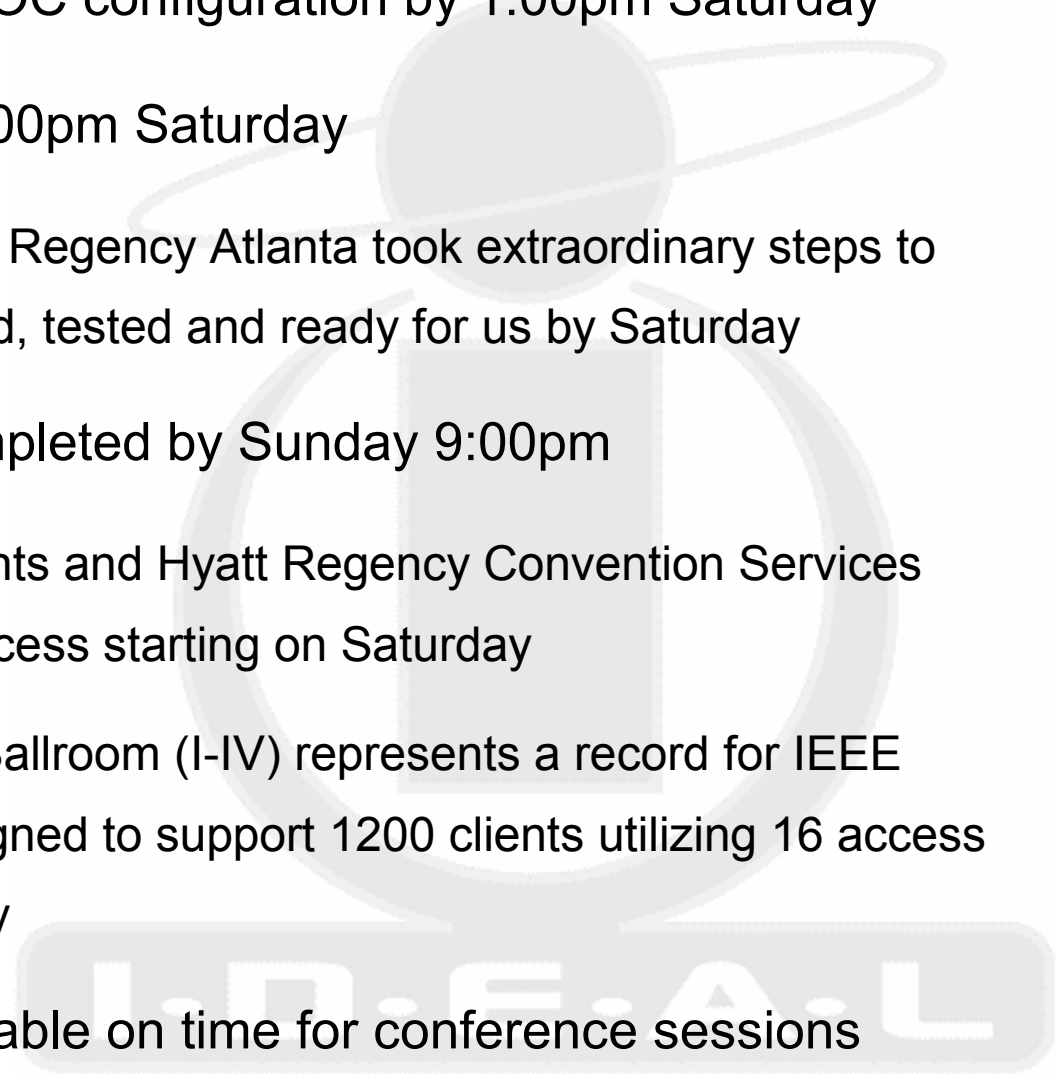 OC configuration by 1:00pm Saturday
00pm Saturday
Regency Atlanta took extraordinary steps to
d, tested and ready for us by Saturday
mpleted by Sunday 9:00pm
nts and Hyatt Regency Convention Services
cess starting on Saturday
Ballroom (I-IV) represents a record for IEEE
gned to support 1200 clients utilizing 16 access
y
I•D•E•A•L
able on time for conference sessions